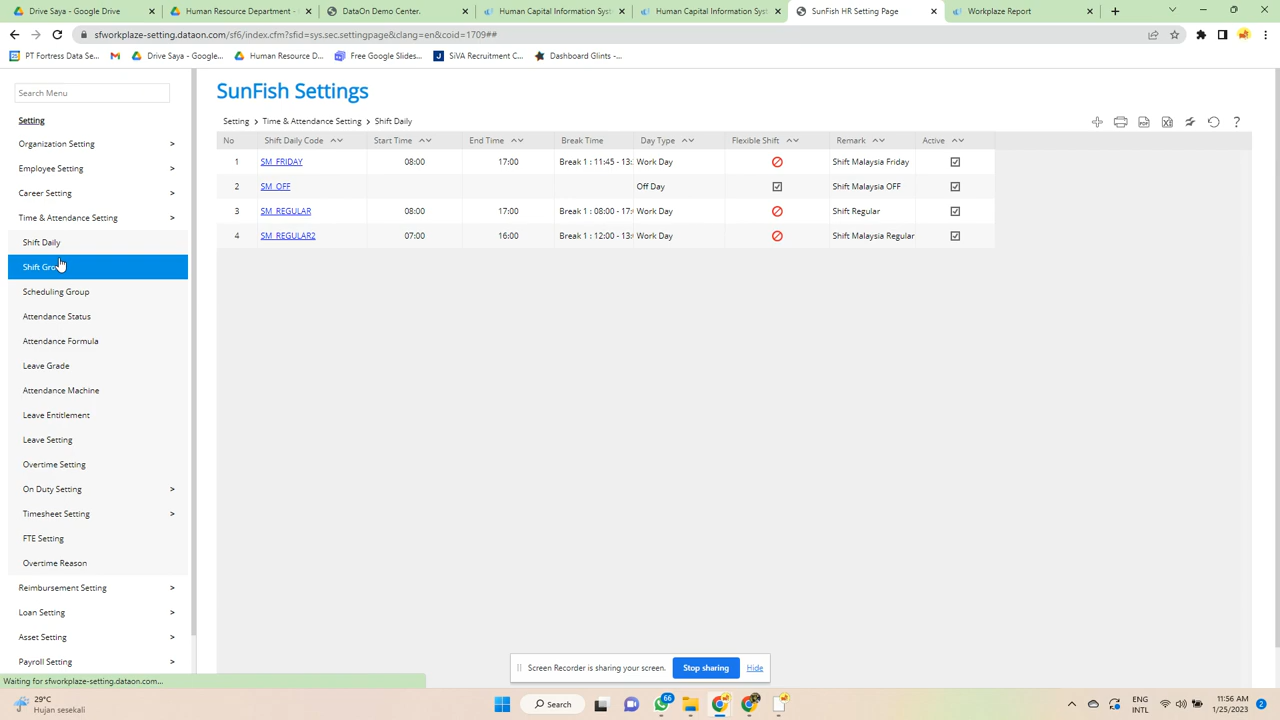 Drive Saya – Google Drive
Human Resource Department -
DataOn Demo Center.
Human Capital Information Syst
Human Capital Information Syst
SunFish HR Setting Page
Workplaze Report
sfworkplaze-setting.dataon.com/sf6/index.cfm?sfid=sys.sec.settingpage&clang=en&coid=1709##
PT Fortress Data Se...
Drive Saya - Google...
Human Resource D...
Free Google Slides...
SiVA Recruitment C...
Dashboard Glints –...
Search Menu
Setting
Organization Setting >
Employee Setting >
Career Setting >
Time & Attendance Setting >
Shift Daily
Shift Gro
Scheduling Group
Attendance Status
Attendance Formula
Leave Grade
Attendance Machine
Leave Entitlement
Leave Setting
Overtime Setting
On Duty Setting >
Timesheet Setting >
FTE Setting
Overtime Reason
Reimbursement Setting >
Loan Setting >
Asset Setting >
Payroll Setting >
SunFish Settings
Setting > Time & Attendance Setting > Shift Daily
No Shift Daily Code Start Time End Time Break Time Day Type Flexible Shift Remark Active
1 SM_FRIDAY 08:00 17:00 Break 1 : 11:45 - 13: Work Day Shift Malaysia Friday
2 SM_OFF Off Day Shift Malaysia OFF
3 SM_REGULAR 08:00 17:00 Break 1 : 08:00 - 17: Work Day Shift Regular
4 SM_REGULAR2 07:00 16:00 Break 1 : 12:00 - 13: Work Day Shift Malaysia Regular
Screen Recorder is sharing your screen. Stop sharing Hide
Waiting for sfworkplaze-setting.dataon.com...
29°C
Hujan sesekali
Search
66
ENG
INTL
11:56 AM
1/25/2023
2